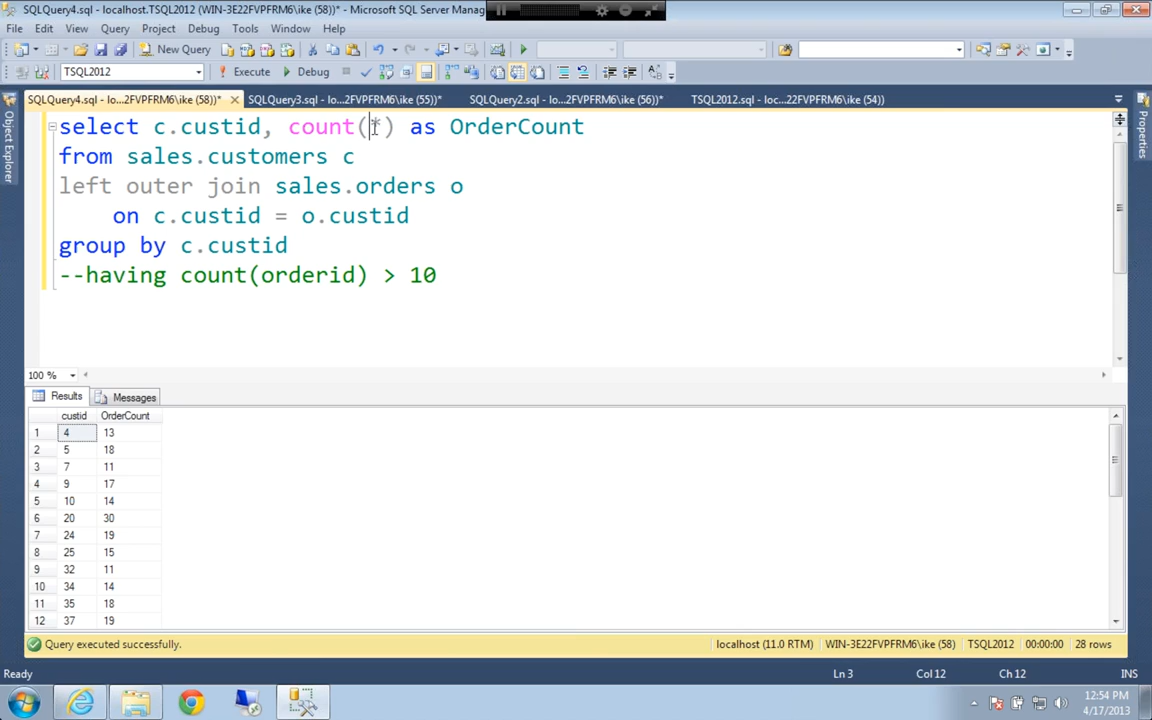 SQLQuery4.sql - localhost.TSQL2012 (WIN-3E22FVPFRM6\ike (58))* - Microsoft SQL Server Manag
File Edit View Query Project Debug Tools Window Help
New Query
TSQL2012 Execute Debug
SQLQuery4.sql - lo...2FVPFRM6\ike (58))* SQLQuery3.sql - lo...2FVPFRM6\ike (55))* SQLQuery2.sql - lo...2FVPFRM6\ike (56))* TSQL2012.sql - loc...22FVPFRM6\ike (54))
Object Explorer
Properties
select c.custid, count(*) as OrderCount
from sales.customers c
left outer join sales.orders o
on c.custid = o.custid
group by c.custid
--having count(orderid) > 10
100 %
Results Messages
custid OrderCount
1 4 13
2 5 18
3 7 11
4 9 17
5 10 14
6 20 30
7 24 19
8 25 15
9 32 11
10 34 14
11 35 18
12 37 19
Query executed successfully. localhost (11.0 RTM) WIN-3E22FVPFRM6\ike (58) TSQL2012 00:00:00 28 rows
Ready Ln 3 Col 12 Ch 12 INS
12:54 PM
4/17/2013